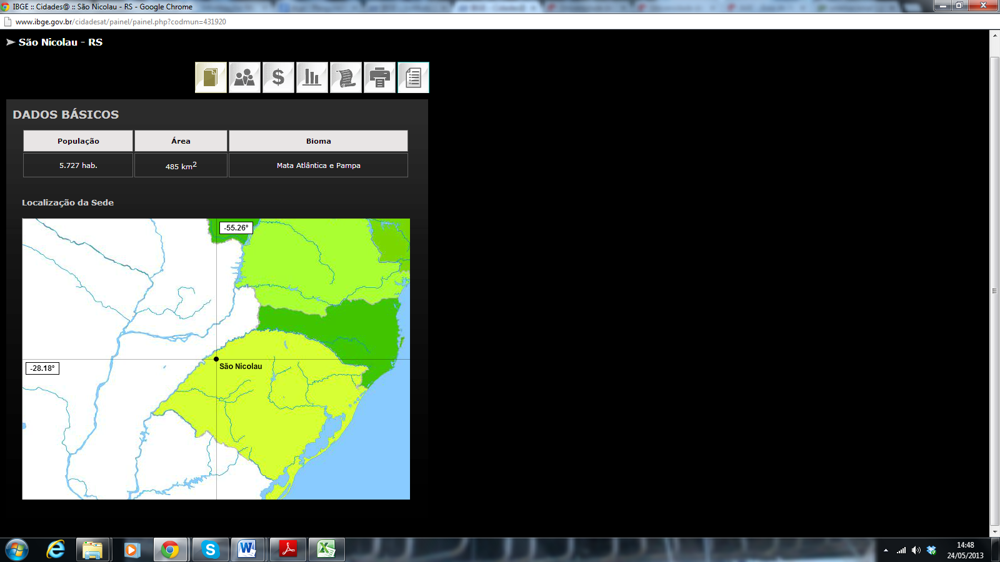 IBGE :: Cidades@ :: São Nicolau - RS - Google Chrome
www.ibge.gov.br/cidadesat/painel/painel.php?codmun=431920
São Nicolau - RS
$
DADOS BÁSICOS
População Área Bioma
5.727 hab. 485 km2 Mata Atlântica e Pampa
Localização da Sede
-55.26°
-28.18°
São Nicolau
14:48
24/05/2013